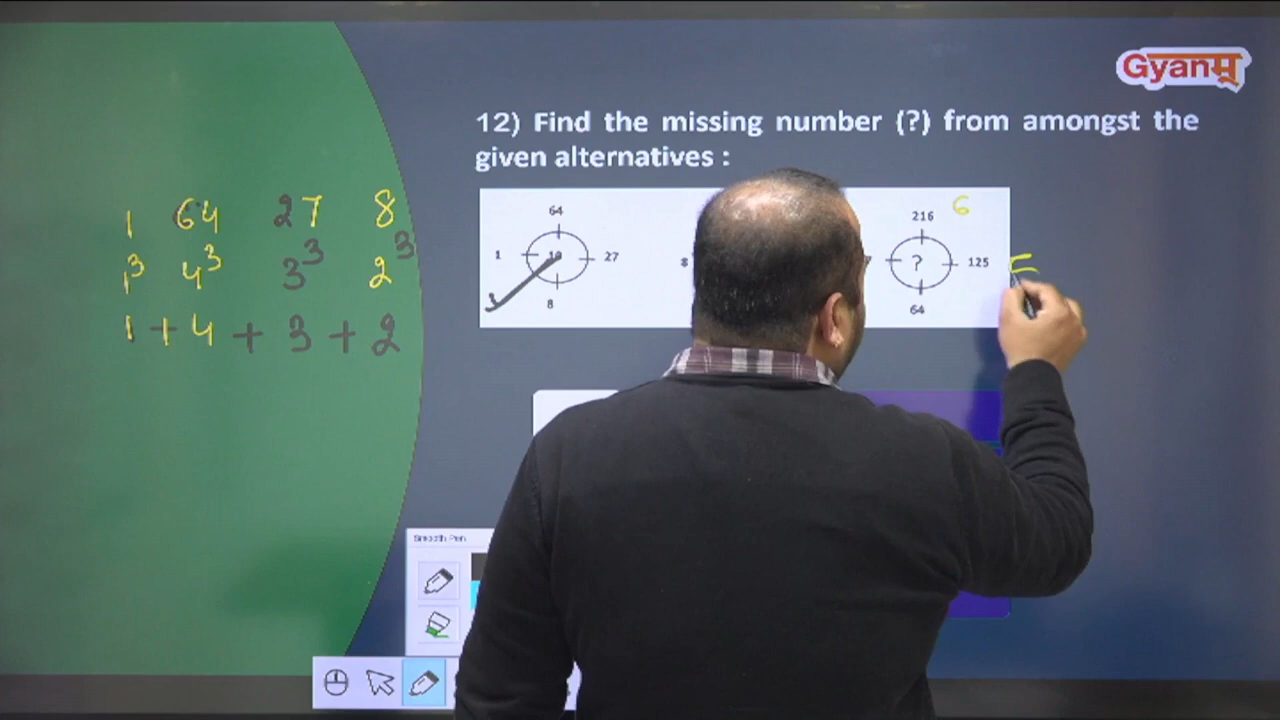 Gyanम्
12) Find the missing number (?) from amongst the
given alternatives :
64
1 10 27
8
8
216 6
? 125 5
64
1 64 27 8
1³ 4³ 3³ 2³
1 + 4 + 3 + 2
Smooth Pen